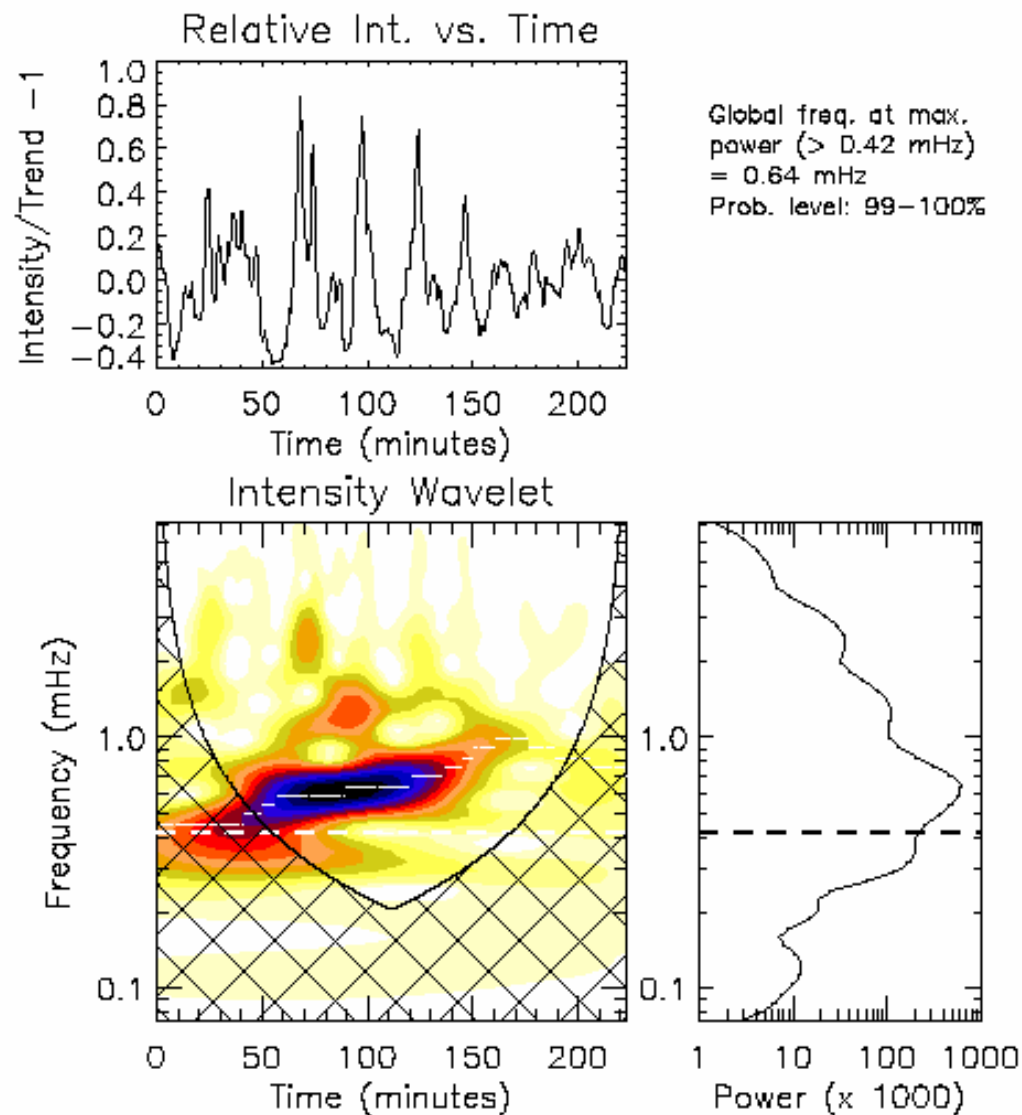 Relative Int. vs. Time
Intensity/Trend −1
1.0
0.8
0.6
0.4
0.2
0.0
−0.2
−0.4
0 50 100 150 200
Time (minutes)
Global freq. at max.
power (> 0.42 mHz)
= 0.64 mHz
Prob. level: 99−100%
Intensity Wavelet
Frequency (mHz)
1.0
0.1
0 50 100 150 200
Time (minutes)
1.0
0.1
1 10 100 1000
Power (x 1000)